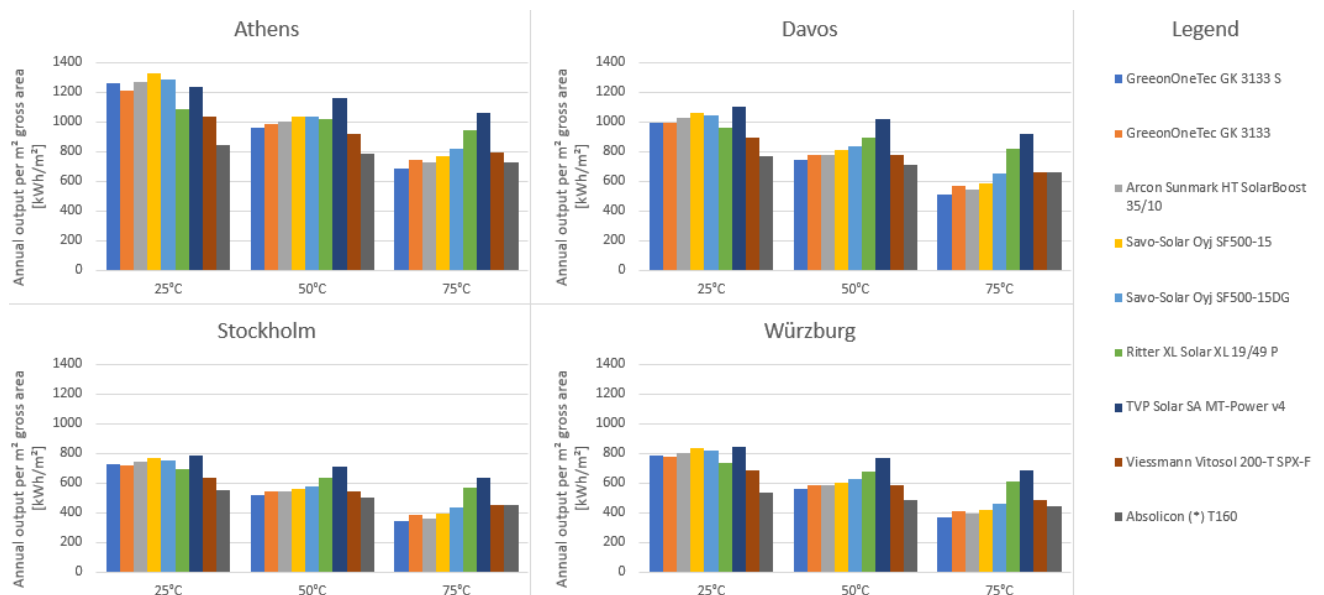 Athens
Annual output per m² gross area
[kWh/m²]
1400
1200
1000
800
600
400
200
0
25°C
50°C
75°C
Davos
Annual output per m² gross area
[kWh/m²]
1400
1200
1000
800
600
400
200
0
25°C
50°C
75°C
Stockholm
Annual output per m² gross area
[kWh/m²]
1400
1200
1000
800
600
400
200
0
25°C
50°C
75°C
Würzburg
Annual output per m² gross area
[kWh/m²]
1400
1200
1000
800
600
400
200
0
25°C
50°C
75°C
Legend
GreeonOneTec GK 3133 S
GreeonOneTec GK 3133
Arcon Sunmark HT SolarBoost
35/10
Savo-Solar Oyj SF500-15
Savo-Solar Oyj SF500-15DG
Ritter XL Solar XL 19/49 P
TVP Solar SA MT-Power v4
Viessmann Vitosol 200-T SPX-F
Absolicon (*) T160